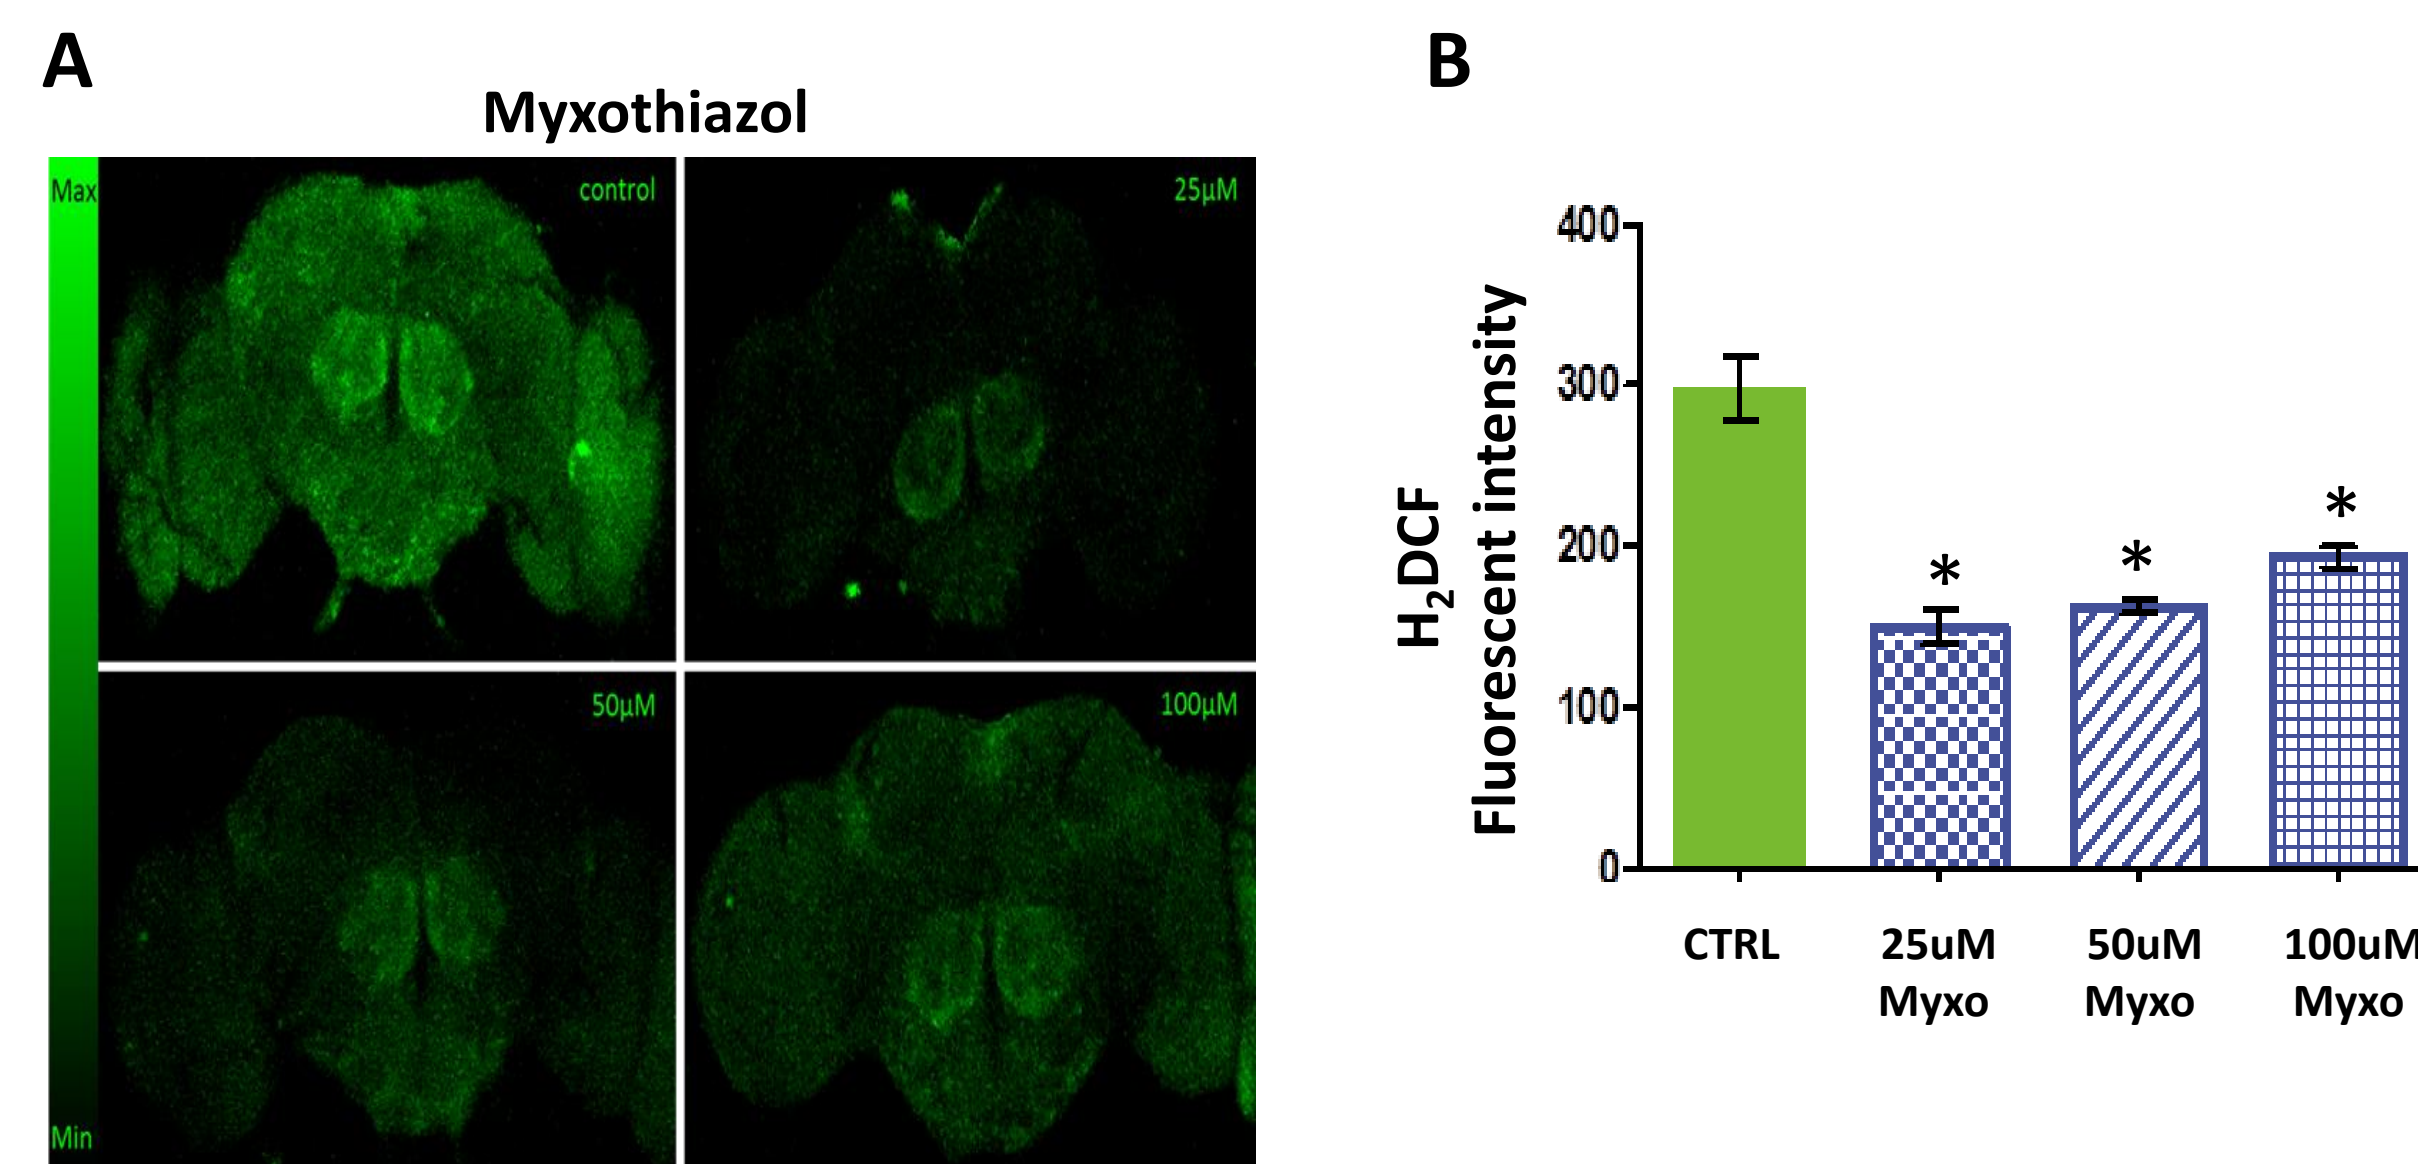 A
Myxothiazol
Max
control
25µM
50µM
100µM
Min
B
H₂DCF
Fluorescent intensity
400
300
200
100
0
*
*
*
CTRL
25uM
Myxo
50uM
Myxo
100uM
Myxo